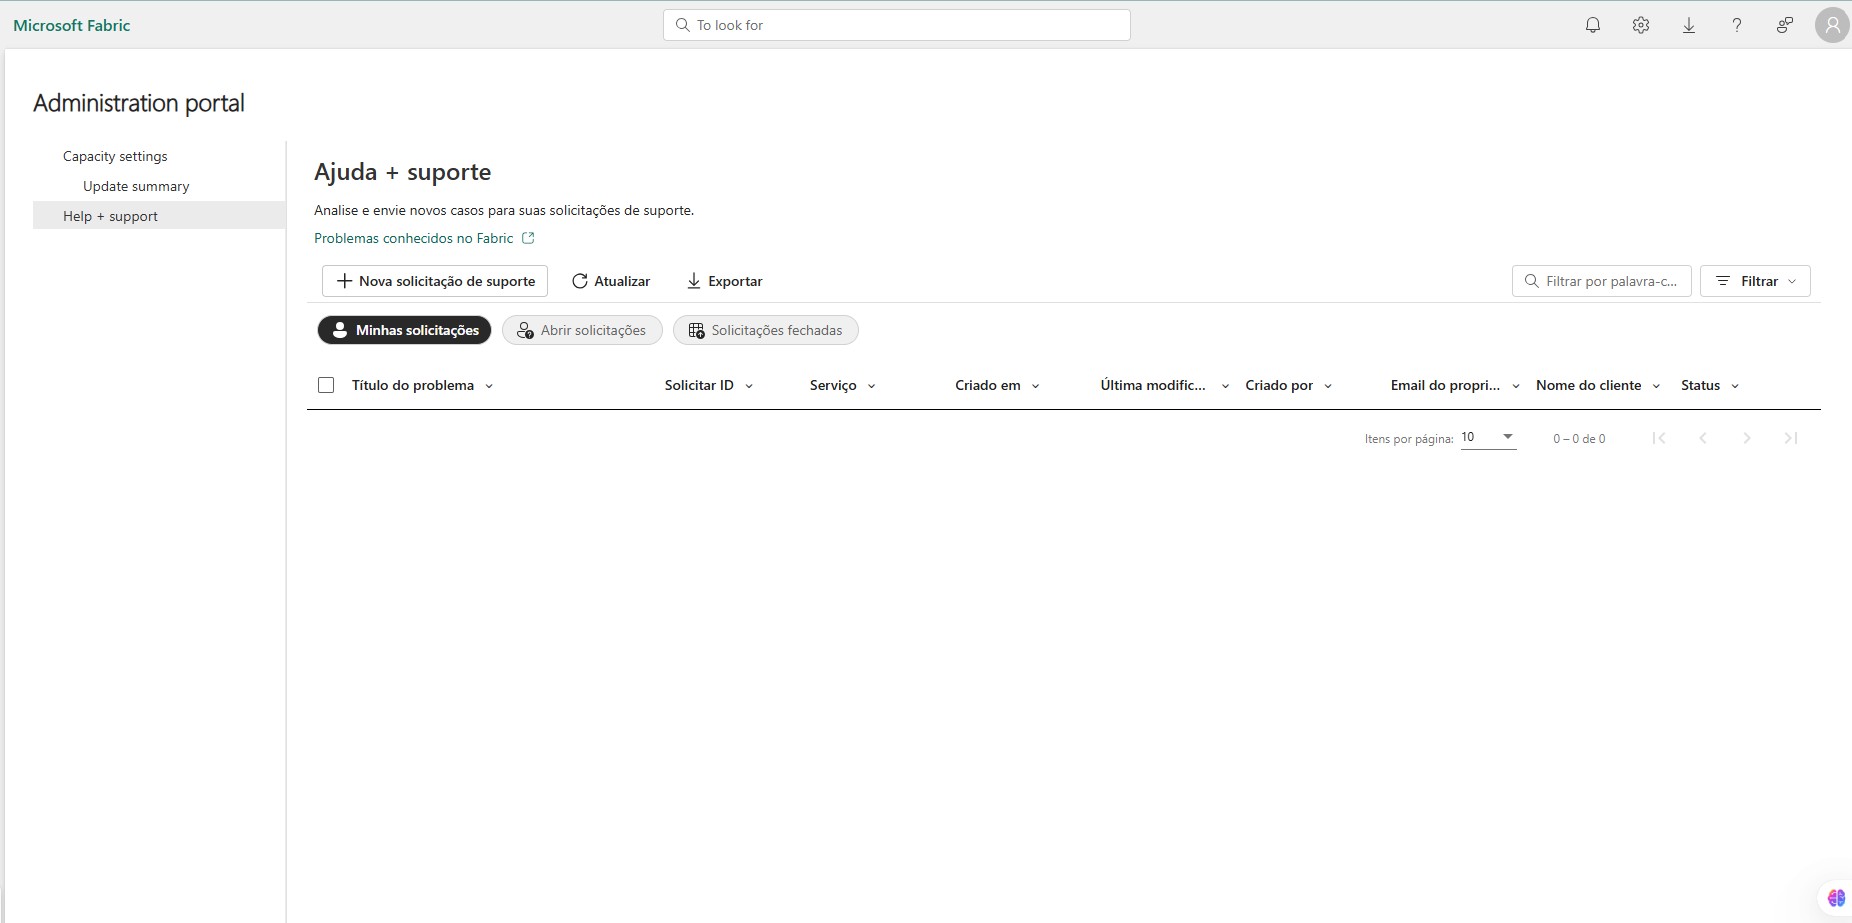 Microsoft Fabric
To look for
Administration portal
Capacity settings
Update summary
Help + support
Ajuda + suporte
Analise e envie novos casos para suas solicitações de suporte.
Problemas conhecidos no Fabric
Nova solicitação de suporte Atualizar Exportar Filtrar por palavra-c... Filtrar
Minhas solicitações Abrir solicitações Solicitações fechadas
Título do problema Solicitar ID Serviço Criado em Última modific... Criado por Email do propri... Nome do cliente Status
Itens por página: 10 0 – 0 de 0